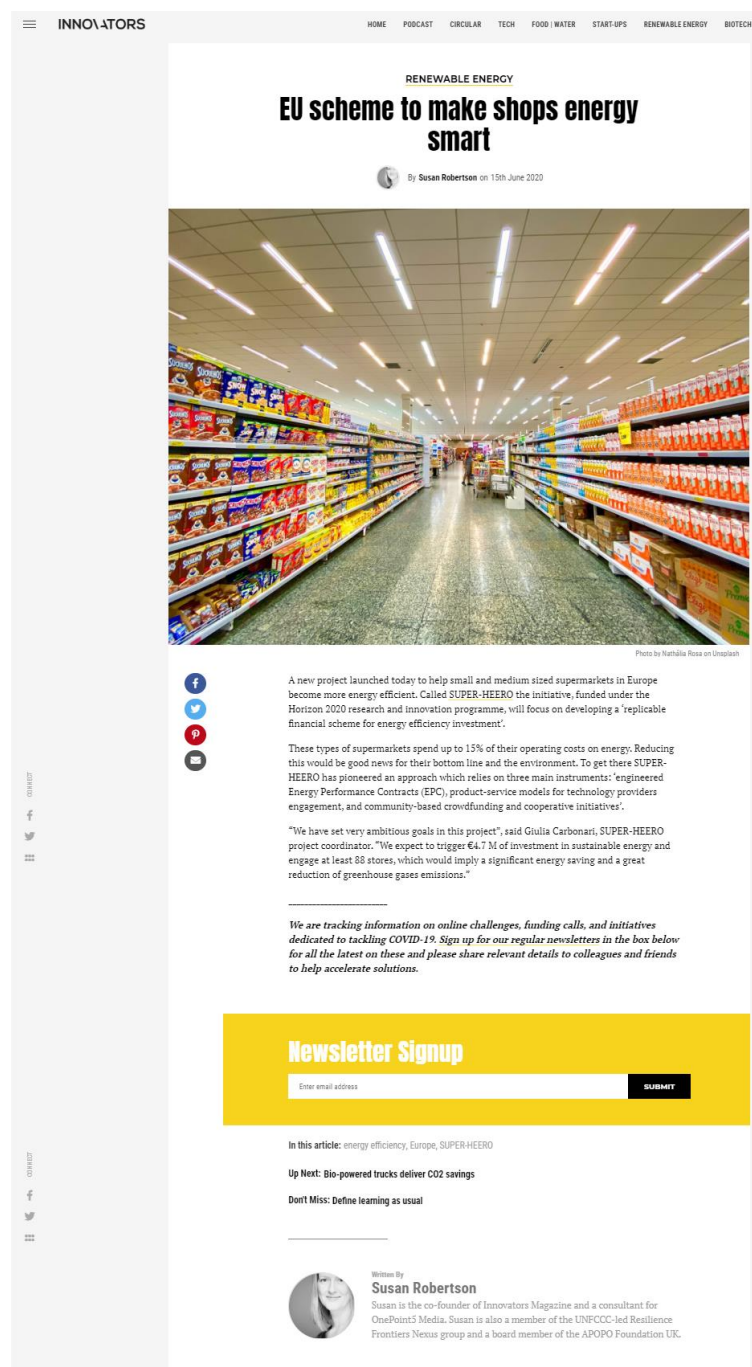 INNOVATORS
HOME PODCAST CIRCULAR TECH FOOD | WATER START-UPS RENEWABLE ENERGY BIOTECH
RENEWABLE ENERGY
EU scheme to make shops energy
smart
By Susan Robertson on 15th June 2020
Photo by Nathália Rosa on Unsplash
A new project launched today to help small and medium sized supermarkets in Europe
become more energy efficient. Called SUPER-HEERO the initiative, funded under the
Horizon 2020 research and innovation programme, will focus on developing a ‘replicable
financial scheme for energy efficiency investment’.
These types of supermarkets spend up to 15% of their operating costs on energy. Reducing
this would be good news for their bottom line and the environment. To get there SUPER-
HEERO has pioneered an approach which relies on three main instruments: ‘engineered
Energy Performance Contracts (EPC), product-service models for technology providers
engagement, and community-based crowdfunding and cooperative initiatives’.
“We have set very ambitious goals in this project”, said Giulia Carbonari, SUPER-HEERO
project coordinator. “We expect to trigger €4.7 M of investment in sustainable energy and
engage at least 88 stores, which would imply a significant energy saving and a great
reduction of greenhouse gases emissions.”
We are tracking information on online challenges, funding calls, and initiatives
dedicated to tackling COVID-19. Sign up for our regular newsletters in the box below
for all the latest on these and please share relevant details to colleagues and friends
to help accelerate solutions.
CONNECT
Newsletter Signup
Enter email address
SUBMIT
In this article: energy efficiency, Europe, SUPER-HEERO
Up Next: Bio-powered trucks deliver CO2 savings
Don't Miss: Define learning as usual
CONNECT
Written By
Susan Robertson
Susan is the co-founder of Innovators Magazine and a consultant for
OnePoint5 Media. Susan is also a member of the UNFCCC-led Resilience
Frontiers Nexus group and a board member of the APOPO Foundation UK.